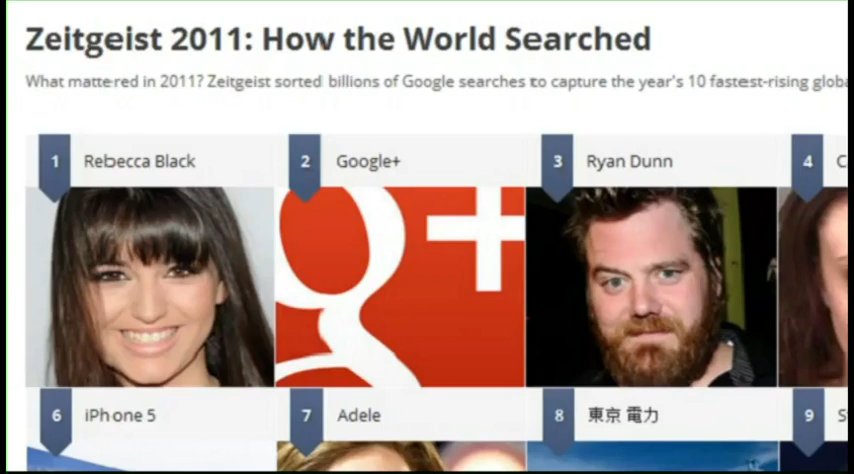 Zeitgeist 2011: How the World Searched
What mattered in 2011? Zeitgeist sorted billions of Google searches to capture the year's 10 fastest-rising globa
1 Rebecca Black
2 Google+
3 Ryan Dunn
4 C
g+
6 iPhone 5
7 Adele
8 東京電力
9 S